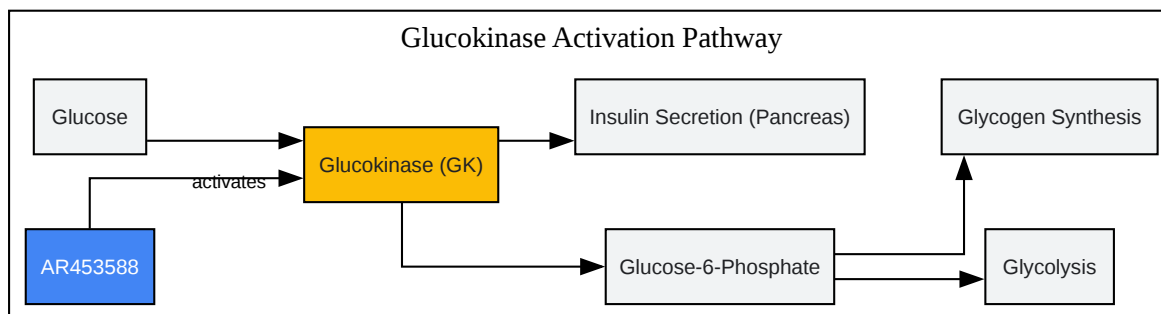 Glucokinase Activation Pathway
Glucose
Insulin Secretion (Pancreas)
Glycogen Synthesis
Glucokinase (GK)
activates
AR453588
Glucose-6-Phosphate
Glycolysis